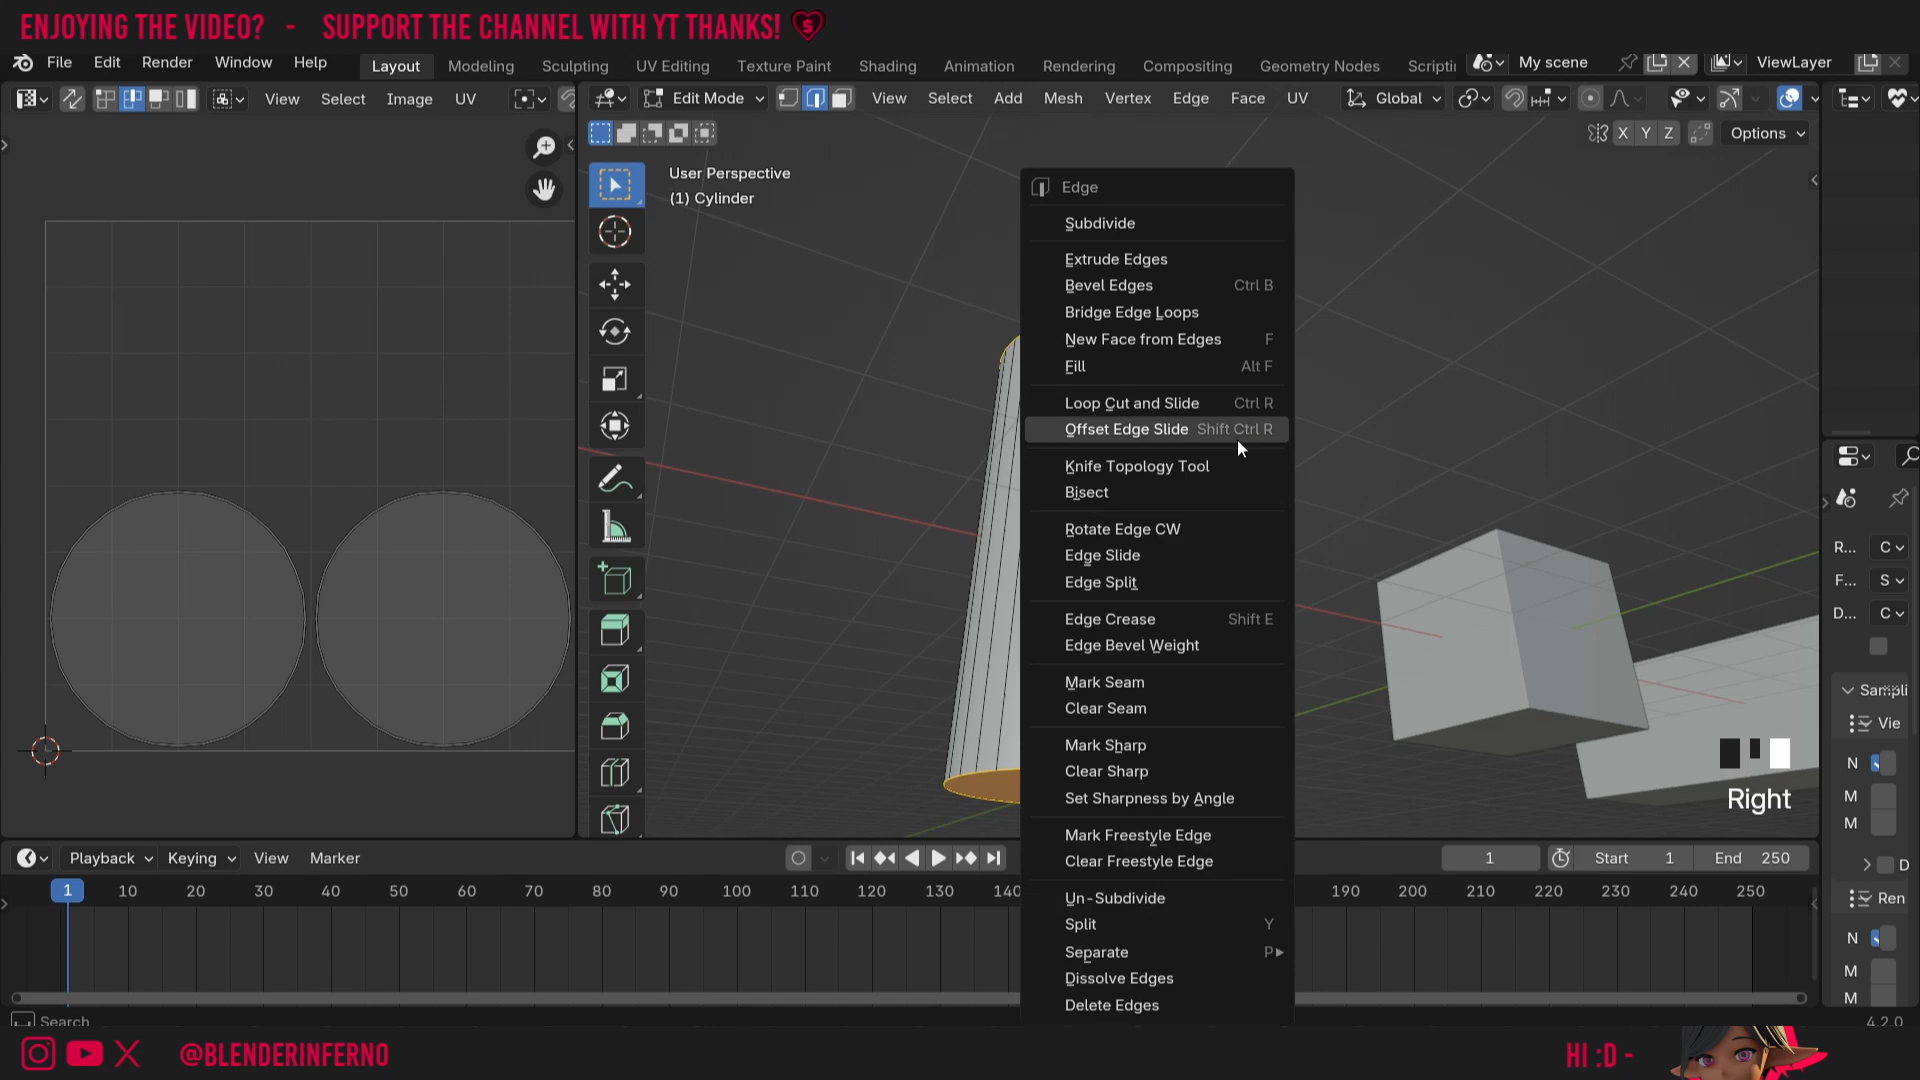 ENJOYING THE VIDEO? - SUPPORT THE CHANNEL WITH YT THANKS!
File Edit Render Window Help Layout Modeling Sculpting UV Editing Texture Paint Shading Animation Rendering Compositing Geometry Nodes Scripti My scene ViewLayer
View Select Image UV Edit Mode View Select Add Mesh Vertex Edge Face UV Global
X Y Z Options
User Perspective
(1) Cylinder
Edge
Subdivide
Extrude Edges
Bevel Edges Ctrl B
Bridge Edge Loops
New Face from Edges F
Fill Alt F
Loop Cut and Slide Ctrl R
Offset Edge Slide Shift Ctrl R
Knife Topology Tool
Bisect
Rotate Edge CW
Edge Slide
Edge Split
Edge Crease Shift E
Edge Bevel Weight
Mark Seam
Clear Seam
Mark Sharp
Clear Sharp
Set Sharpness by Angle
Mark Freestyle Edge
Clear Freestyle Edge
Un-Subdivide
Split Y
Separate P
Dissolve Edges
Delete Edges
R... C
F... S
D... C
Sampli
Vie
N
M
M
D
Ren
N
M
M
Right
Playback Keying View Marker 1 Start 1 End 250
1 10 20 30 40 50 60 70 80 90 100 110 120 130 140 190 200 210 220 230 240 250
Search 4.2.0
@BLENDERINFERNO HI :D -